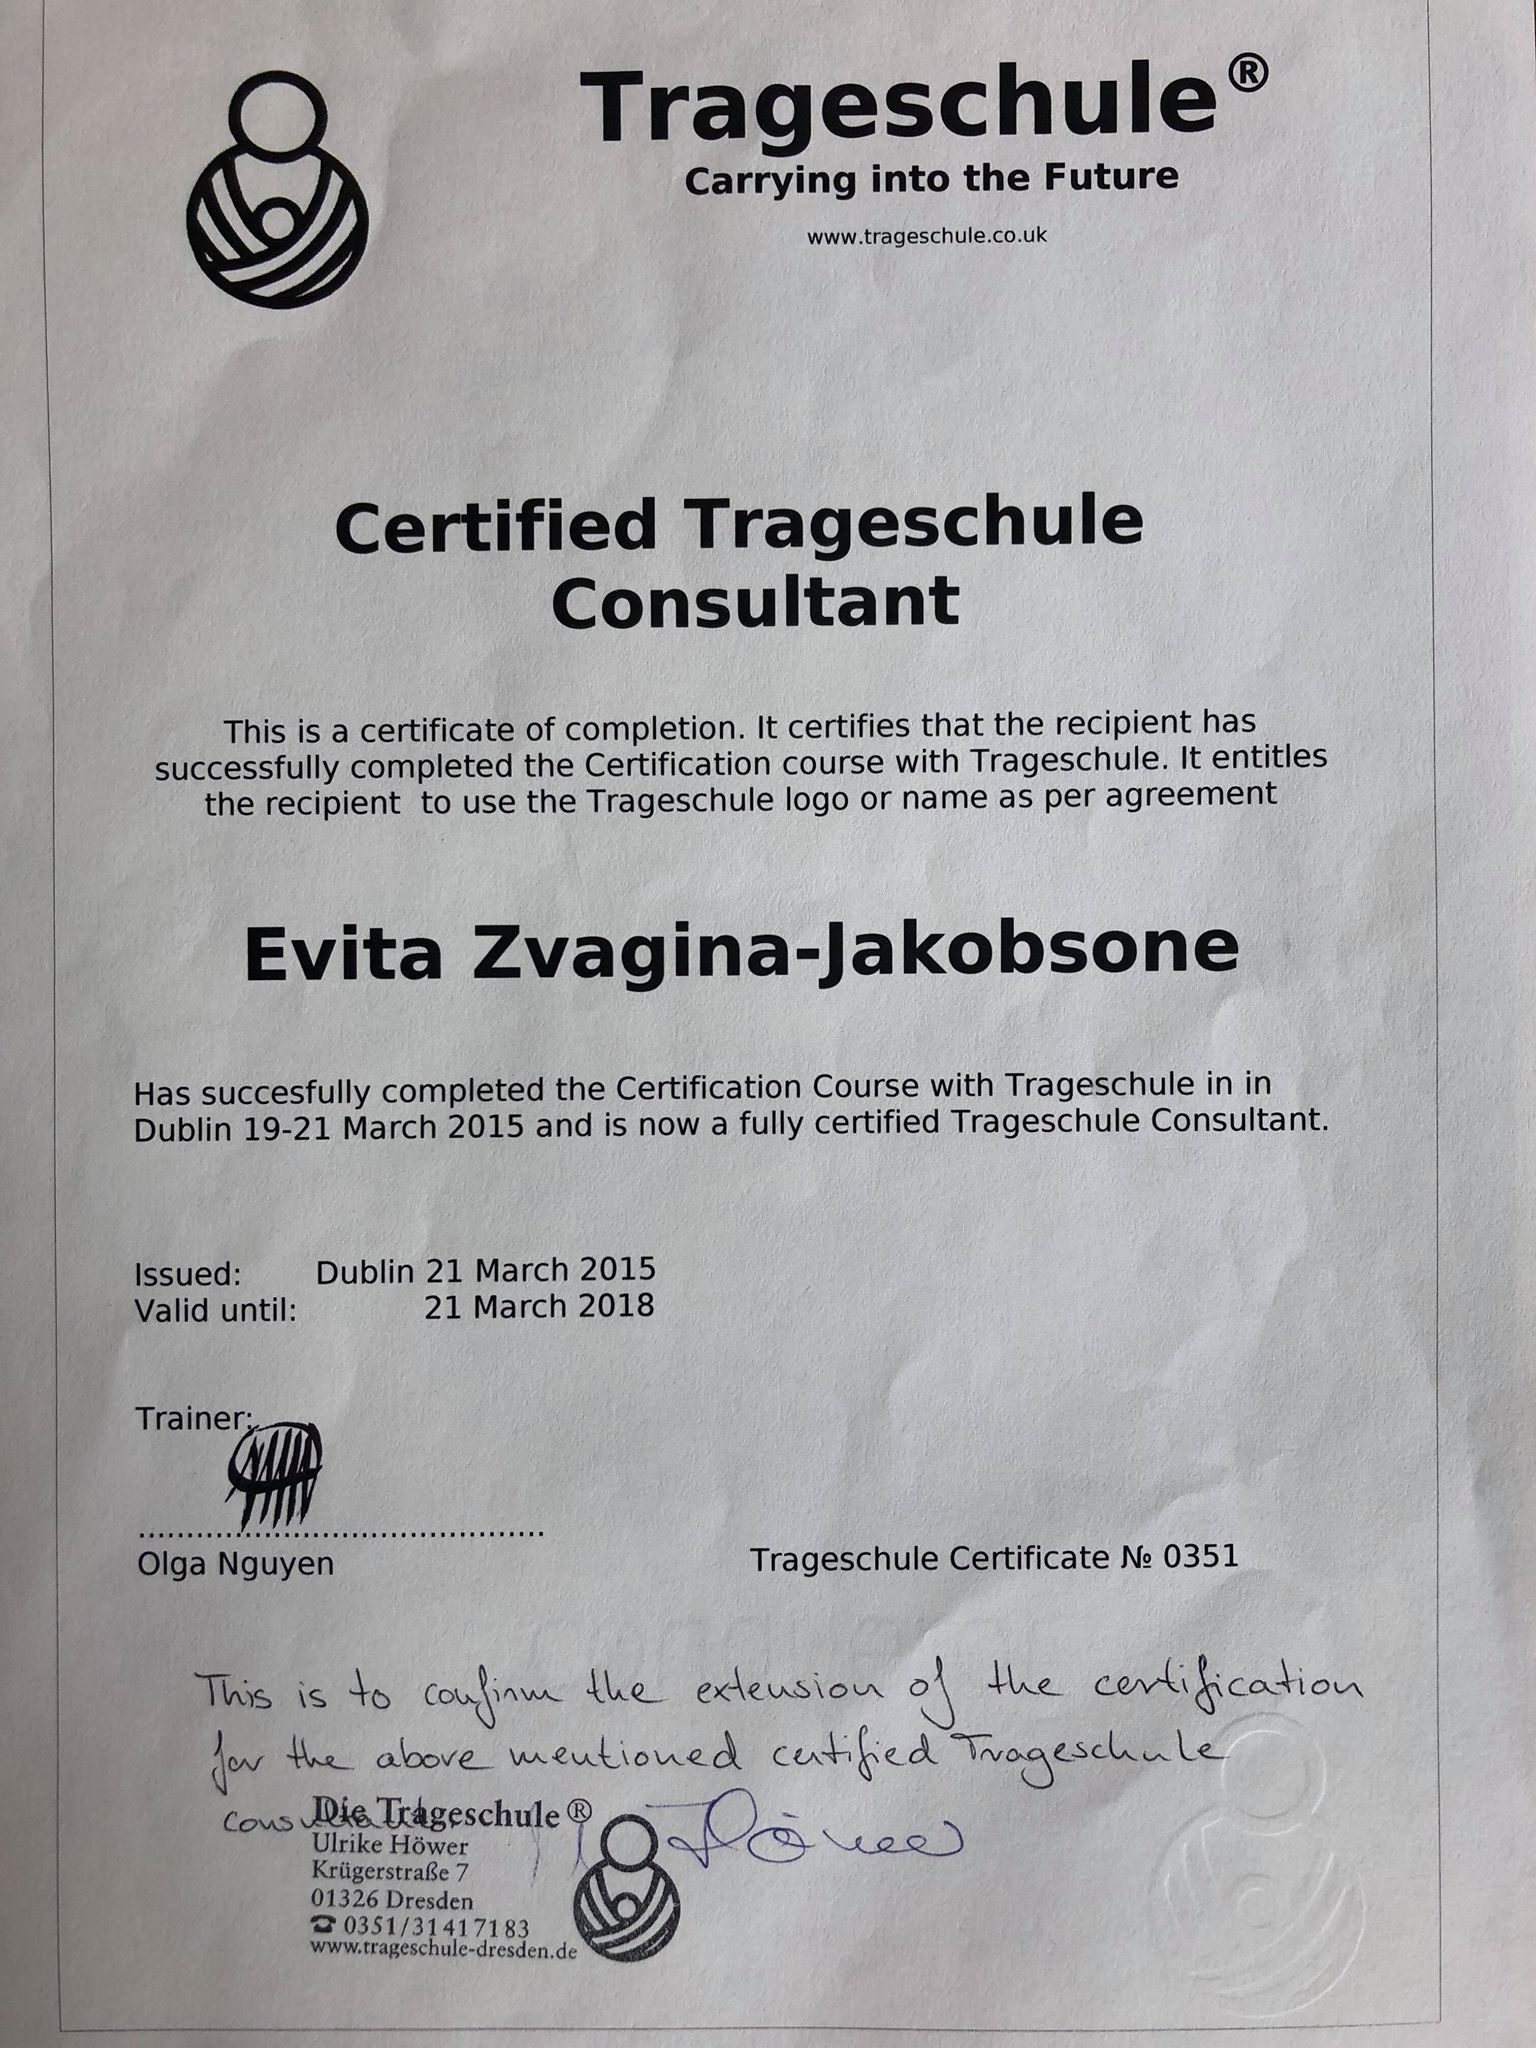 Trageschule®
Carrying into the Future
www.trageschule.co.uk
Certified Trageschule
Consultant
This is a certificate of completion. It certifies that the recipient has
successfully completed the Certification course with Trageschule. It entitles
the recipient to use the Trageschule logo or name as per agreement
Evita Zvagina-Jakobsone
Has succesfully completed the Certification Course with Trageschule in in
Dublin 19-21 March 2015 and is now a fully certified Trageschule Consultant.
Issued: Dublin 21 March 2015
Valid until: 21 March 2018
Trainer:
Olga Nguyen
Trageschule Certificate № 0351
This is to confirm the extension of the certification
for the above mentioned certified Trageschule
consultant.
Die Trageschule®
Ulrike Höwer
Krügerstraße 7
01326 Dresden
☎ 0351/31417183
www.trageschule-dresden.de